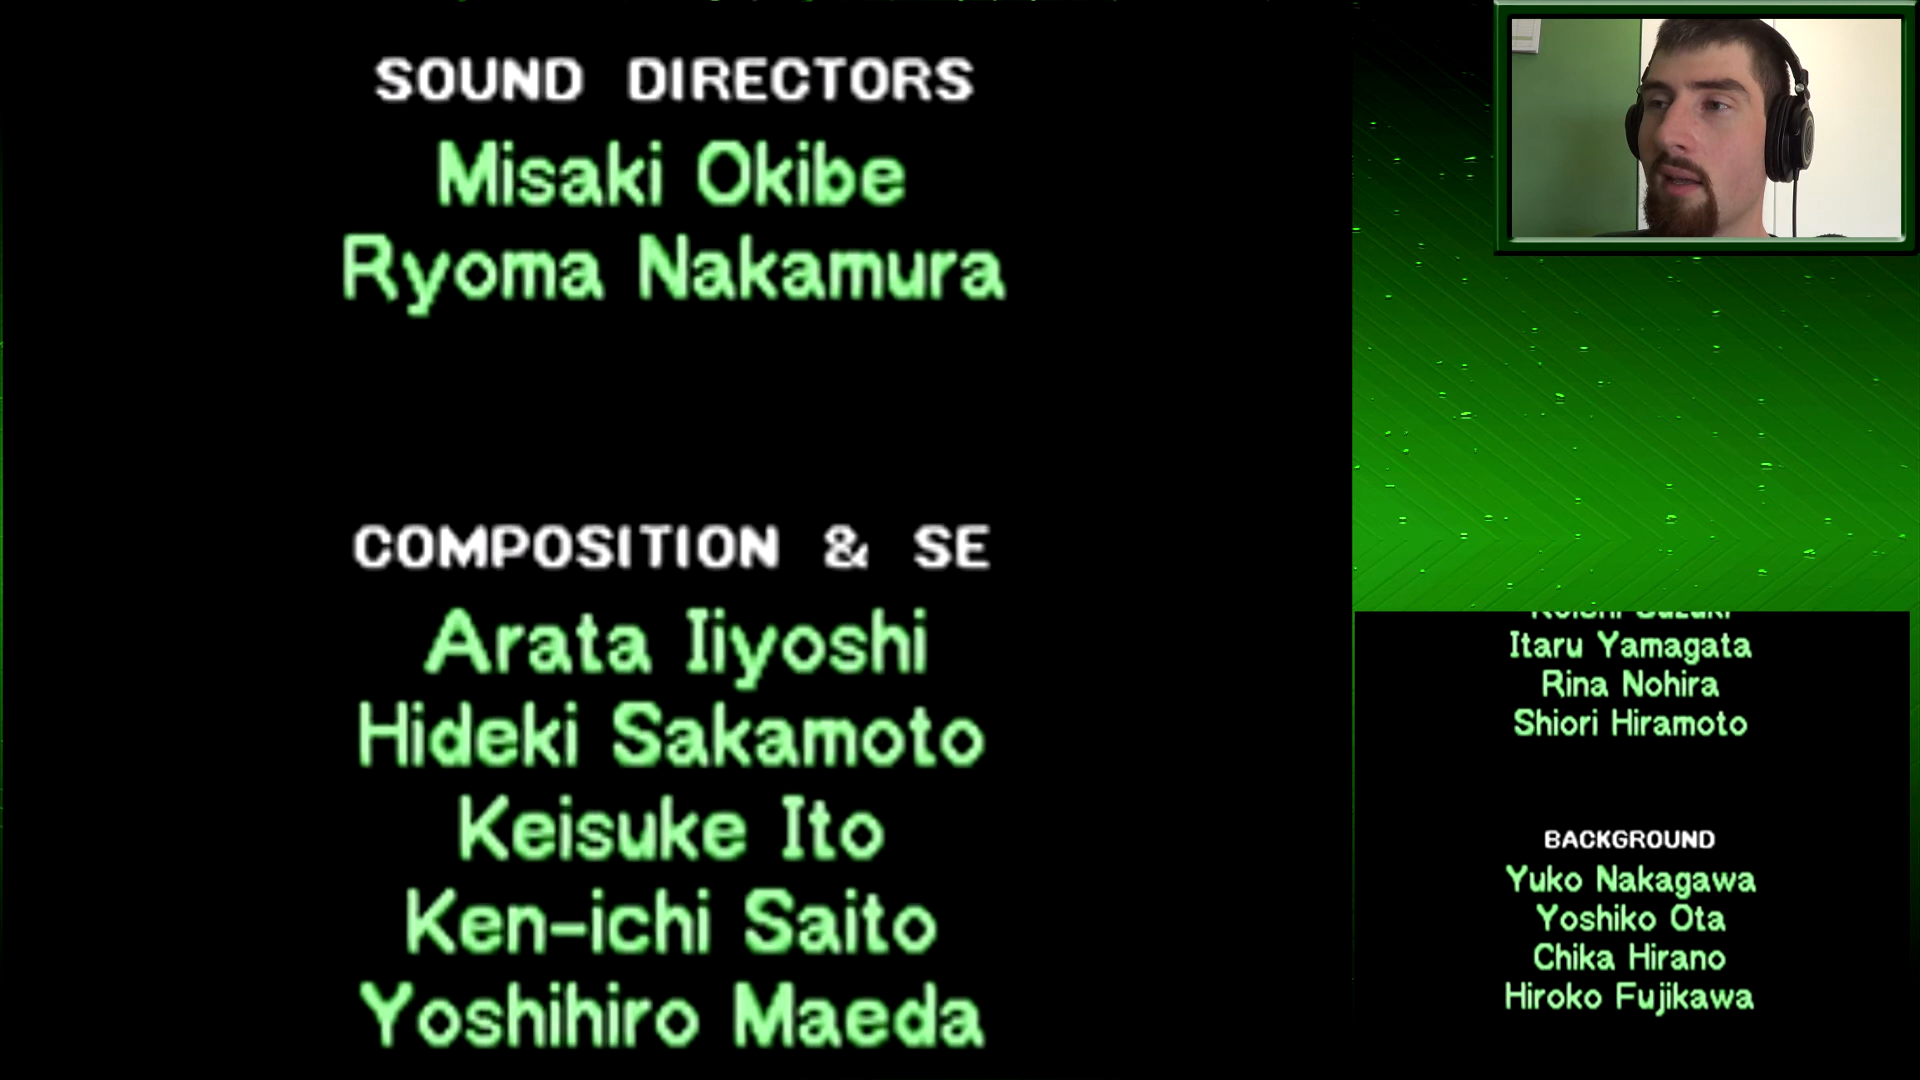 SOUND DIRECTORS
Misaki Okibe
Ryoma Nakamura
COMPOSITION & SE
Arata Iiyoshi
Hideki Sakamoto
Keisuke Ito
Ken-ichi Saito
Yoshihiro Maeda
Itaru Yamagata
Rina Nohira
Shiori Hiramoto
BACKGROUND
Yuko Nakagawa
Yoshiko Ota
Chika Hirano
Hiroko Fujikawa